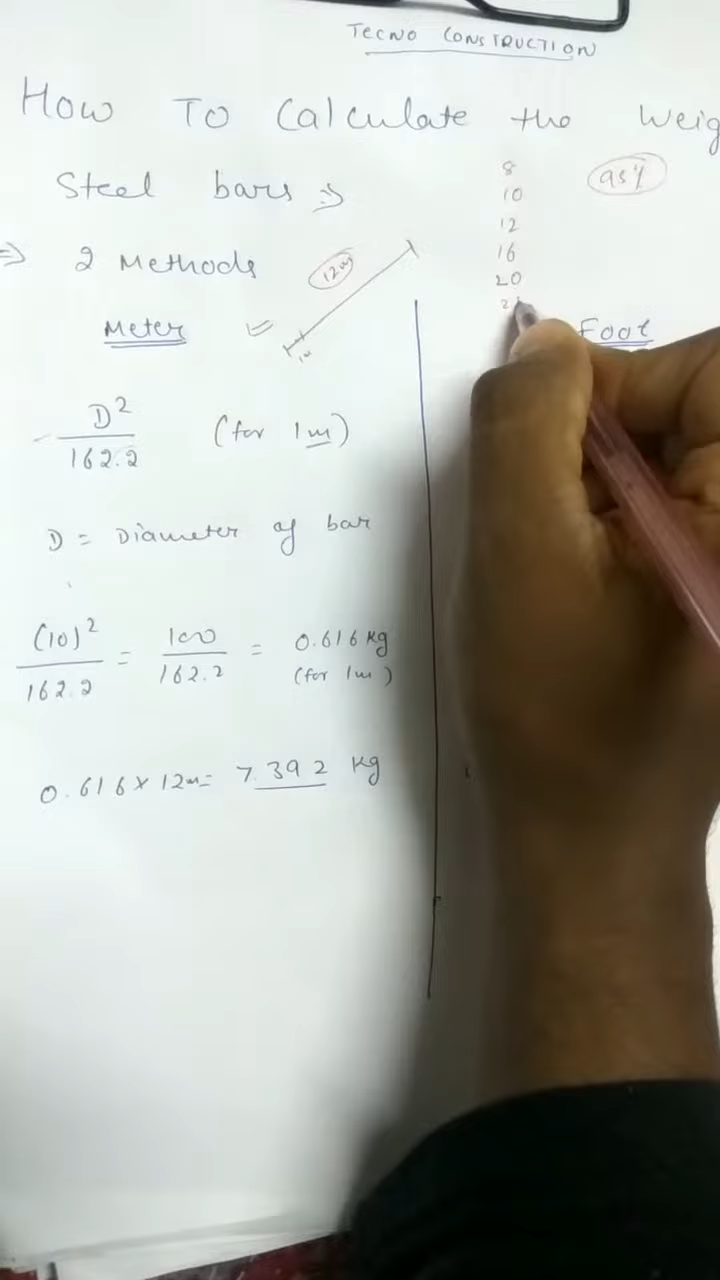 TECNO CONSTRUCTION
How To Calculate the Weig
Steel bars :-
8
10
12
16
20
2
⇒ 2 Methods
12m
Meter
Foot
D²/162.2 (for 1m)
D = Diameter of bar
(10)²/162.2 = 100/162.2 = 0.616 kg
(for 1m)
0.616 x 12m = 7.392 kg